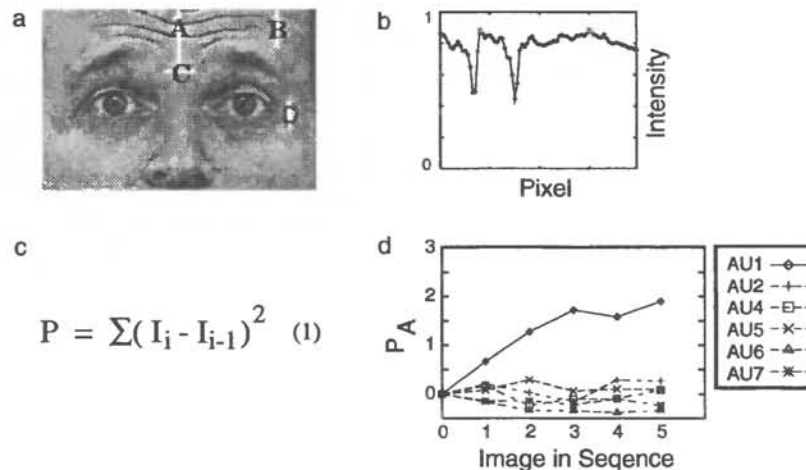 a
A
B
C
D
b
1
0
Intensity
Pixel
c
P = Σ( I_i - I_{i-1} )^2 (1)
d
3
2
1
0
P_A
0 1 2 3 4 5
Image in Seqence
AU1
AU2
AU4
AU5
AU6
AU7